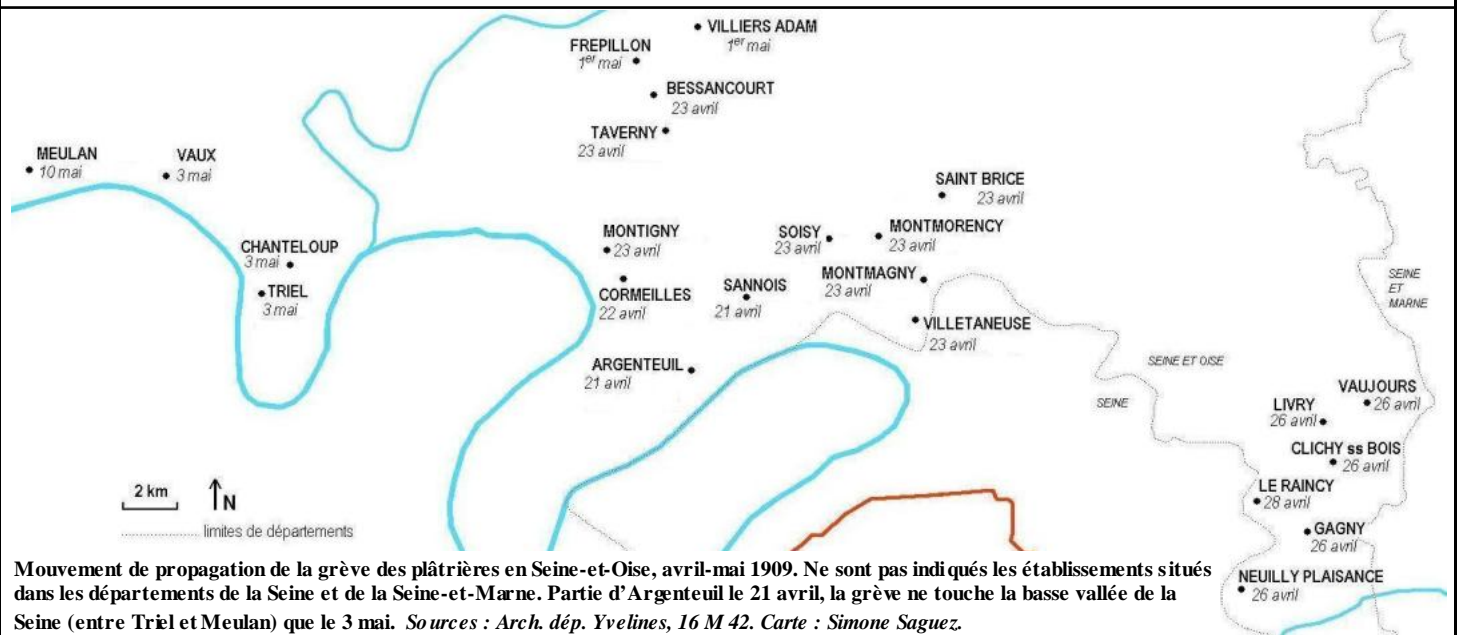 VILLIERS ADAM
1er mai
FREPILLON
1er mai
BESSANCOURT
23 avril
TAVERNY
23 avril
MEULAN
10 mai
VAUX
3 mai
SAINT BRICE
23 avril
MONTIGNY
23 avril
SOISY
23 avril
MONTMORENCY
23 avril
CHANTELOUP
3 mai
TRIEL
3 mai
CORMEILLES
22 avril
SANNOIS
21 avril
MONTMAGNY
23 avril
VILLETANEUSE
23 avril
SEINE
ET
MARNE
ARGENTEUIL
21 avril
SEINE ET OISE
SEINE
VAUJOURS
26 avril
LIVRY
26 avril
CLICHY ss BOIS
26 avril
LE RAINCY
28 avril
GAGNY
26 avril
NEUILLY PLAISANCE
26 avril
2 km
N
limites de départements
Mouvement de propagation de la grève des plâtrières en Seine-et-Oise, avril-mai 1909. Ne sont pas indiqués les établissements situés
dans les départements de la Seine et de la Seine-et-Marne. Partie d'Argenteuil le 21 avril, la grève ne touche la basse vallée de la
Seine (entre Triel et Meulan) que le 3 mai. Sources : Arch. dép. Yvelines, 16 M 42. Carte : Simone Saguez.